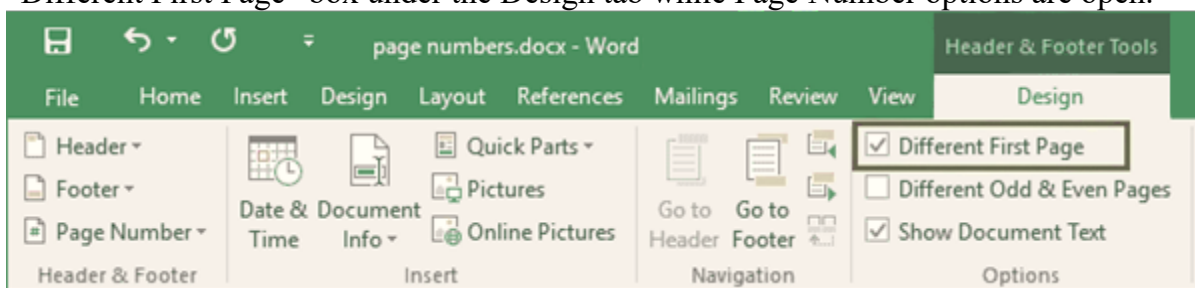 Different First Page" box under the Design tab while Page Number options are open.
page numbers.docx - Word
Header & Footer Tools
File Home Insert Design Layout References Mailings Review View Design
Header
Footer
Page Number
Header & Footer
Date & Time
Document Info
Quick Parts
Pictures
Online Pictures
Insert
Go to Header
Go to Footer
Navigation
Different First Page
Different Odd & Even Pages
Show Document Text
Options